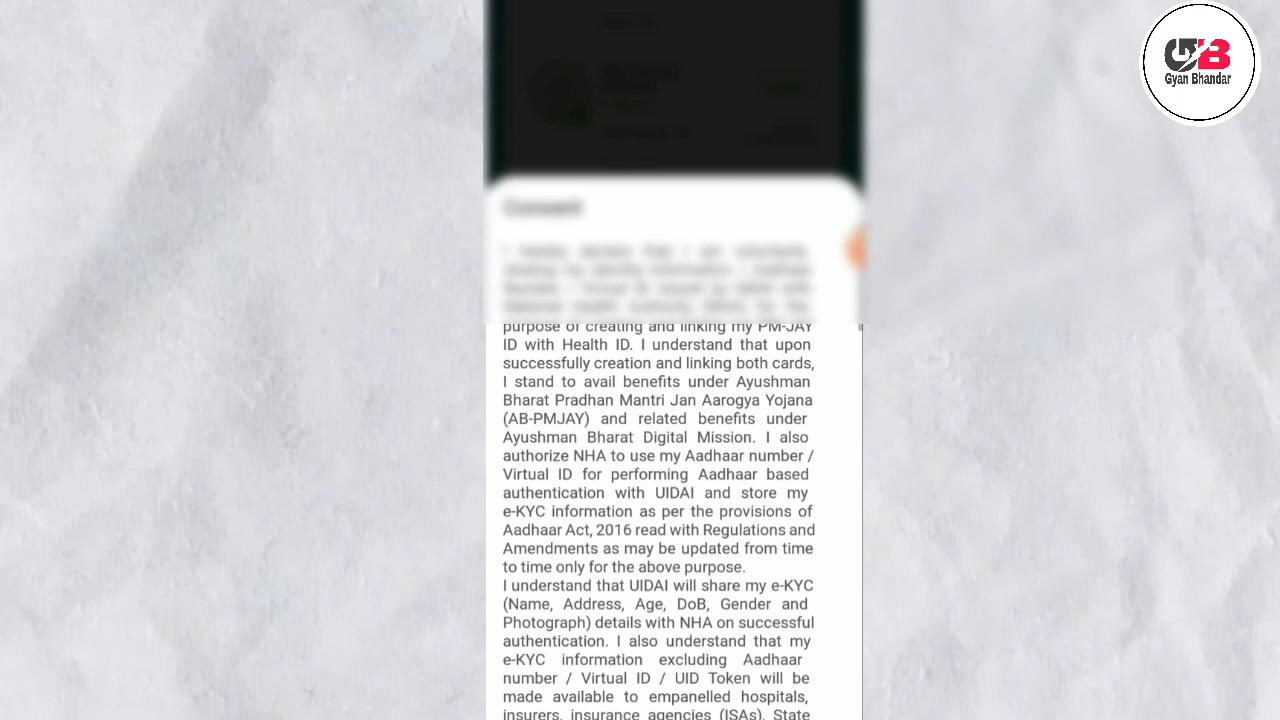 Gyan Bhandar
Consent
purpose of creating and linking my PM-JAY
ID with Health ID. I understand that upon
successfully creation and linking both cards,
I stand to avail benefits under Ayushman
Bharat Pradhan Mantri Jan Aarogya Yojana
(AB-PMJAY) and related benefits under
Ayushman Bharat Digital Mission. I also
authorize NHA to use my Aadhaar number /
Virtual ID for performing Aadhaar based
authentication with UIDAI and store my
e-KYC information as per the provisions of
Aadhaar Act, 2016 read with Regulations and
Amendments as may be updated from time
to time only for the above purpose.
I understand that UIDAI will share my e-KYC
(Name, Address, Age, DoB, Gender and
Photograph) details with NHA on successful
authentication. I also understand that my
e-KYC information excluding Aadhaar
number / Virtual ID / UID Token will be
made available to empanelled hospitals,
insurers, insurance agencies (ISAs), State